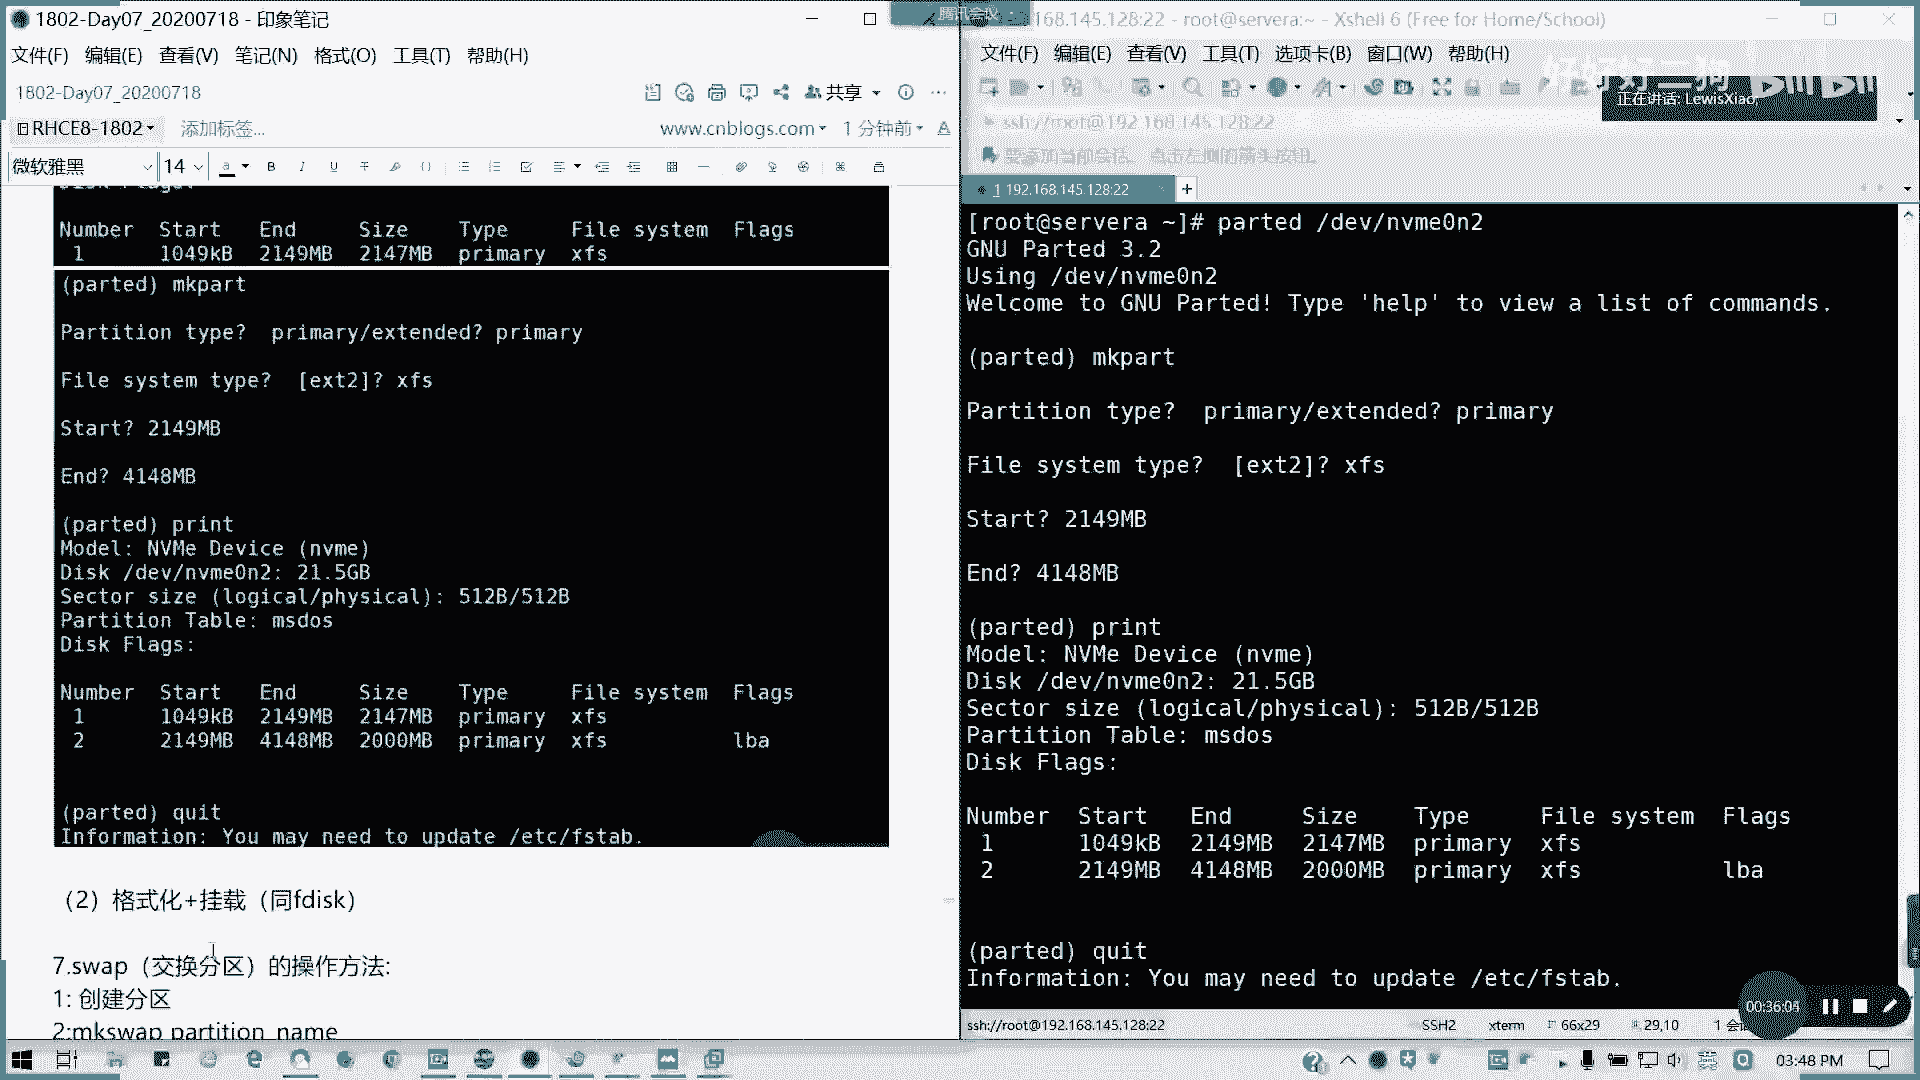 1802-Day07_20200718 - 印象笔记
文件(F) 编辑(E) 查看(V) 笔记(N) 格式(O) 工具(T) 帮助(H)
1802-Day07_20200718
共享
RHCE8-1802
添加标签...
www.cnblogs.com
1 分钟前
微软雅黑
14
Number Start End Size Type File system Flags
1 1049kB 2149MB 2147MB primary xfs
(parted) mkpart
Partition type? primary/extended? primary
File system type? [ext2]? xfs
Start? 2149MB
End? 4148MB
(parted) print
Model: NVMe Device (nvme)
Disk /dev/nvme0n2: 21.5GB
Sector size (logical/physical): 512B/512B
Partition Table: msdos
Disk Flags:
Number Start End Size Type File system Flags
1 1049kB 2149MB 2147MB primary xfs
2 2149MB 4148MB 2000MB primary xfs lba
(parted) quit
Information: You may need to update /etc/fstab.
（2）格式化+挂载（同fdisk）
7.swap（交换分区）的操作方法:
1: 创建分区
2:mkswap partition name
腾讯会议
192.168.145.128:22 - root@servera:~ - Xshell 6 (Free for Home/School)
文件(F) 编辑(E) 查看(V) 工具(T) 选项卡(B) 窗口(W) 帮助(H)
正在讲话: LewisXiao;
ssh://root@192.168.145.128:22
要添加当前会话，点击左侧的箭头按钮。
1 192.168.145.128:22
[root@servera ~]# parted /dev/nvme0n2
GNU Parted 3.2
Using /dev/nvme0n2
Welcome to GNU Parted! Type 'help' to view a list of commands.
(parted) mkpart
Partition type? primary/extended? primary
File system type? [ext2]? xfs
Start? 2149MB
End? 4148MB
(parted) print
Model: NVMe Device (nvme)
Disk /dev/nvme0n2: 21.5GB
Sector size (logical/physical): 512B/512B
Partition Table: msdos
Disk Flags:
Number Start End Size Type File system Flags
1 1049kB 2149MB 2147MB primary xfs
2 2149MB 4148MB 2000MB primary xfs lba
(parted) quit
Information: You may need to update /etc/fstab.
00:36:04
ssh://root@192.168.145.128:22
SSH2
xterm
66x29
29,10
英
03:48 PM